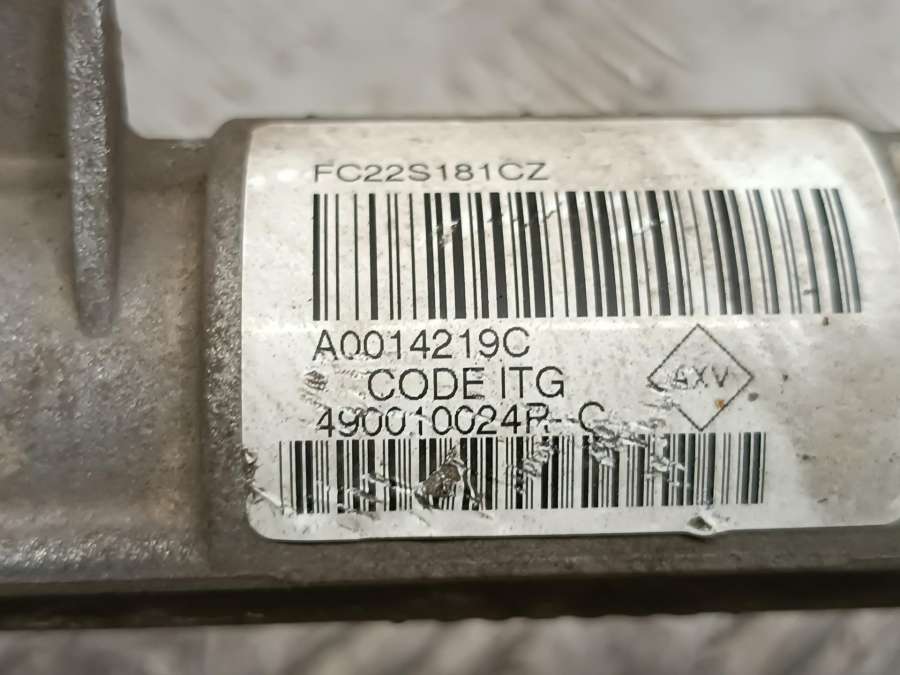 FC22S181CZ
A0014219C
CODE ITG
AXV
490010024R--C